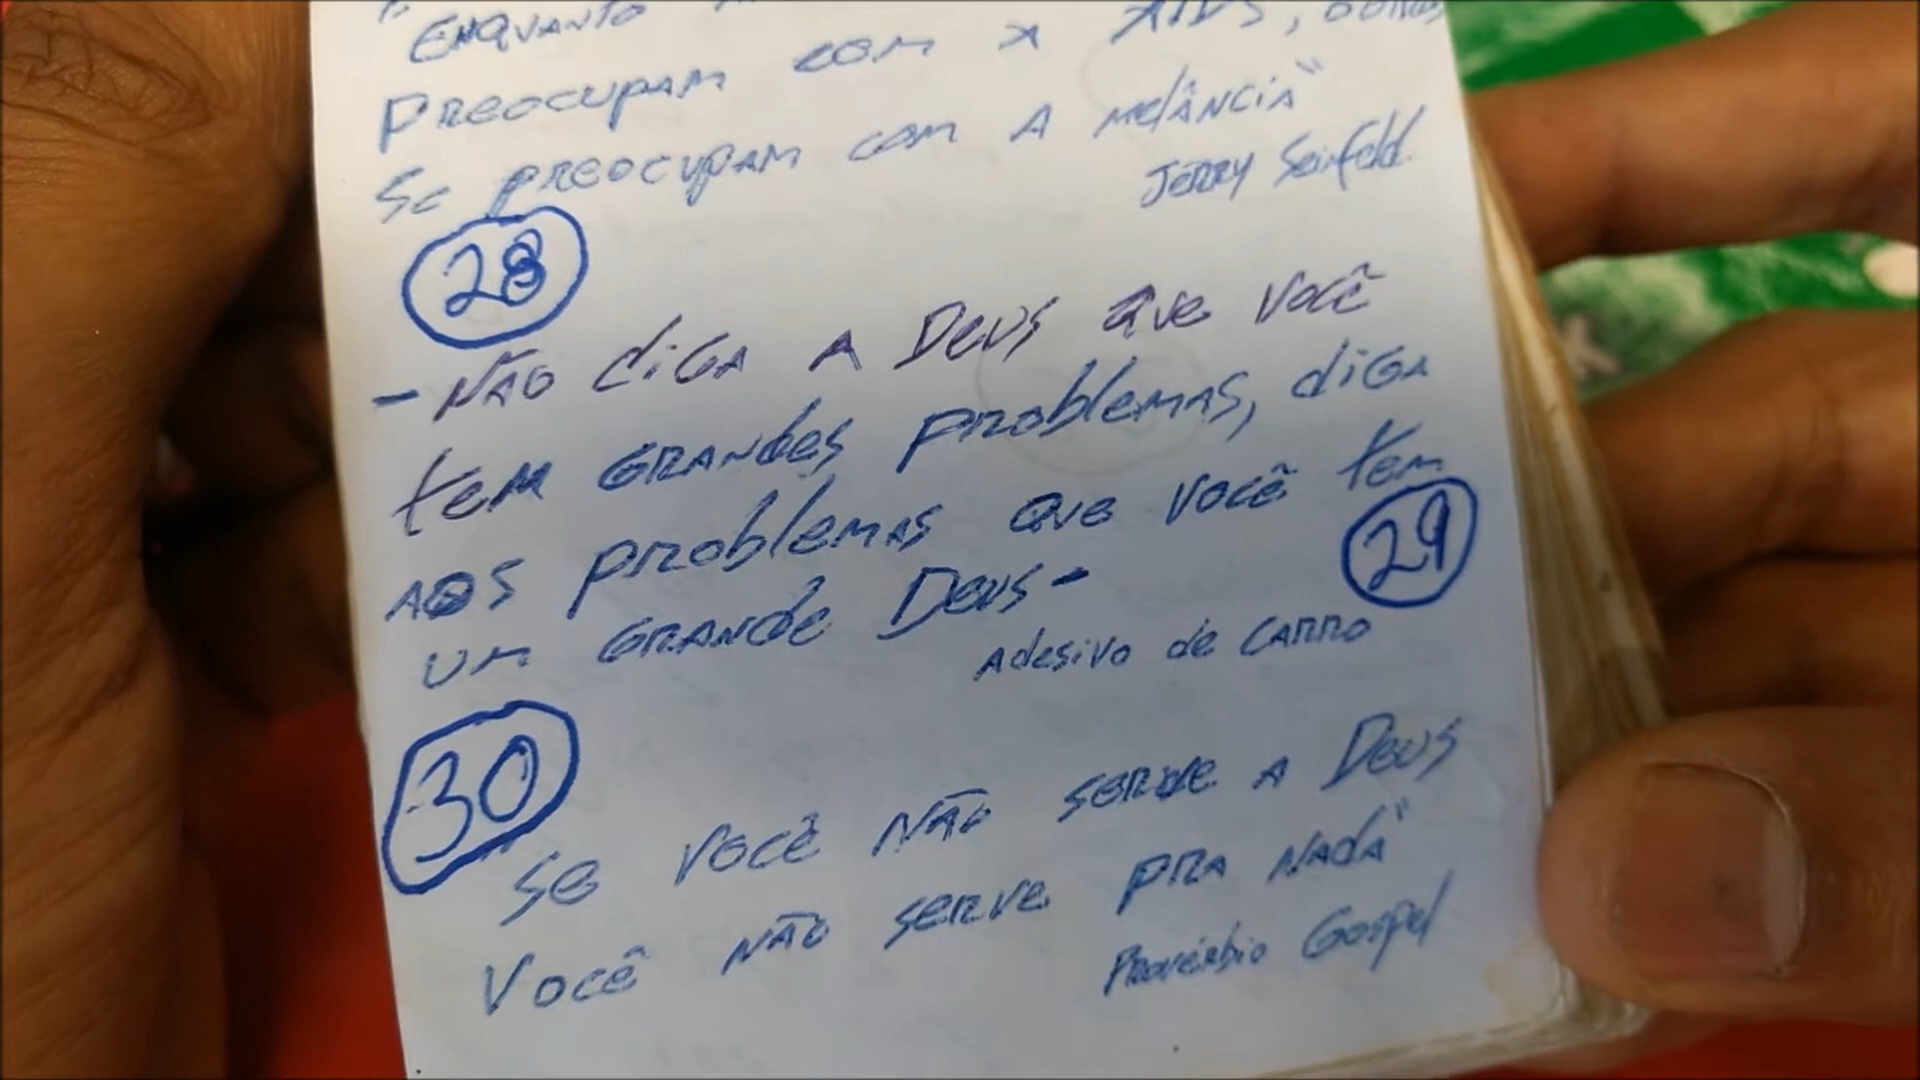 "ENQUANTO
PREOCUPAM COM A AIDS, OUTROS
SE PREOCUPAM COM A MELÂNCIA"
JERRY Seinfeld.
28
- NÃO diGA A DEUS QUE VOCÊ
tEM GRANDES PROBLEMAS, diGA
AOS PROBLEMAS QUE VOCÊ tem
29
UM GRANDE DEUS -
Adesivo de CARRO
30
SE VOCÊ NÃO SERVE A DEUS
VOCÊ NÃO SERVE PRA NADA"
Provérbio Gospel